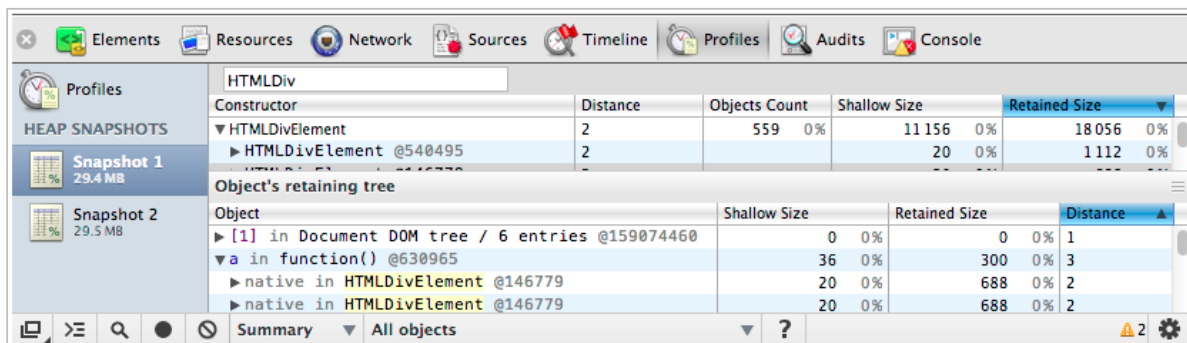 Elements Resources Network Sources Timeline Profiles Audits Console
Profiles
HEAP SNAPSHOTS
Snapshot 1
29.4 MB
Snapshot 2
29.5 MB
HTMLDiv
Constructor Distance Objects Count Shallow Size Retained Size ▼
▼HTMLDivElement 2 559 0% 11 156 0% 18 056 0%
▶HTMLDivElement @540495 2 20 0% 1 112 0%
Object's retaining tree
Object Shallow Size Retained Size Distance ▲
▶[1] in Document DOM tree / 6 entries @159074460 0 0% 0 0% 1
▼a in function() @630965 36 0% 300 0% 3
▶native in HTMLDivElement @146779 20 0% 688 0% 2
▶native in HTMLDivElement @146779 20 0% 688 0% 2
Summary ▼ All objects ▼ ? 2